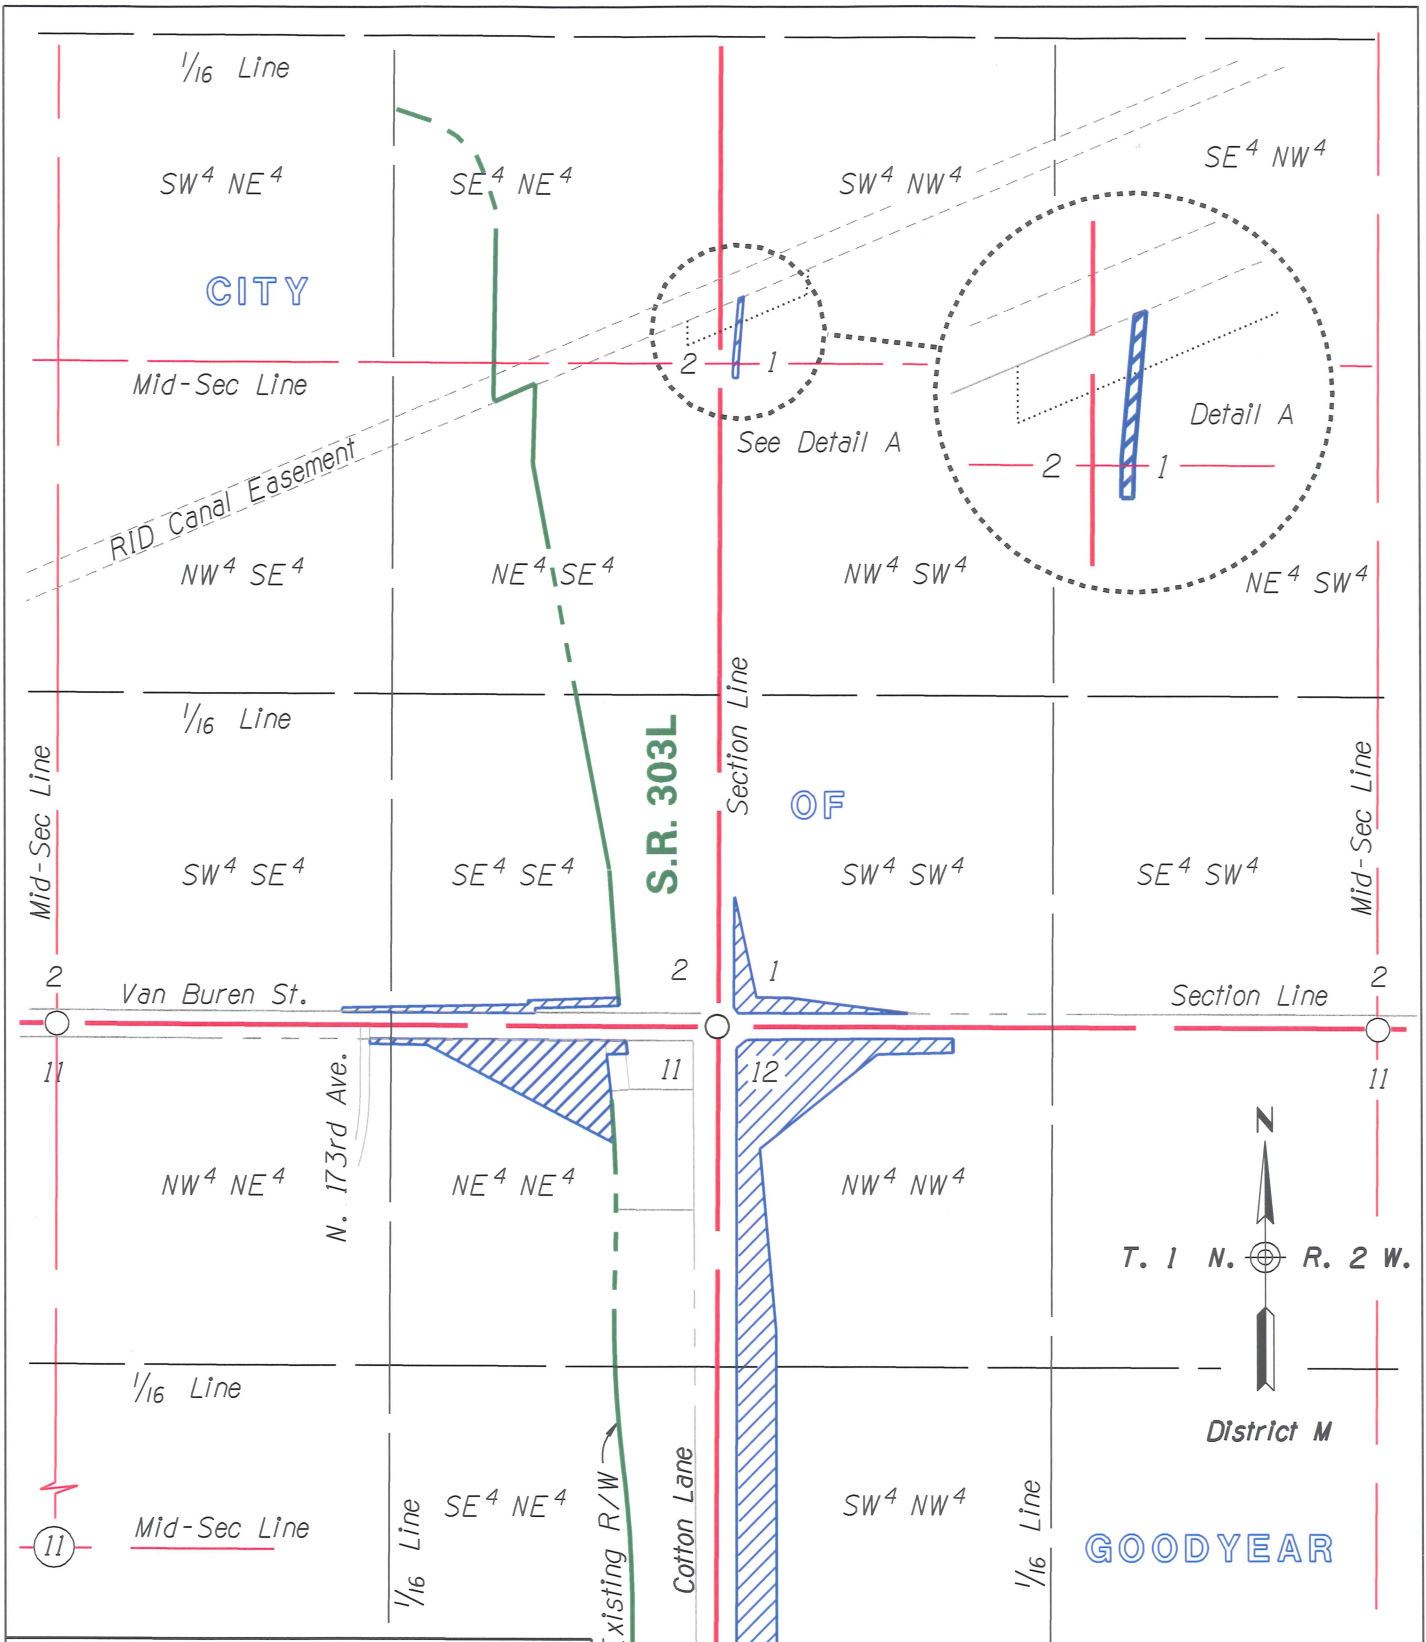 1/16 Line
SW4 NE4
SE4 NE4
SW4 NW4
SE4 NW4
CITY
Mid-Sec Line
2 1
See Detail A
Detail A
2 1
RID Canal Easement
NW4 SE4
NE4 SE4
NW4 SW4
NE4 SW4
1/16 Line
Mid-Sec Line
S.R. 303L
Section Line
OF
Mid-Sec Line
SW4 SE4
SE4 SE4
SW4 SW4
SE4 SW4
2
Van Buren St.
2
1
Section Line
2
11
N. 173rd Ave.
11
12
11
NW4 NE4
NE4 NE4
NW4 NW4
N
T. 1 N. R. 2 W.
1/16 Line
District M
SE4 NE4
SW4 NW4
Mid-Sec Line
11
1/16 Line
Existing R/W
Cotton Lane
1/16 Line
GOODYEAR